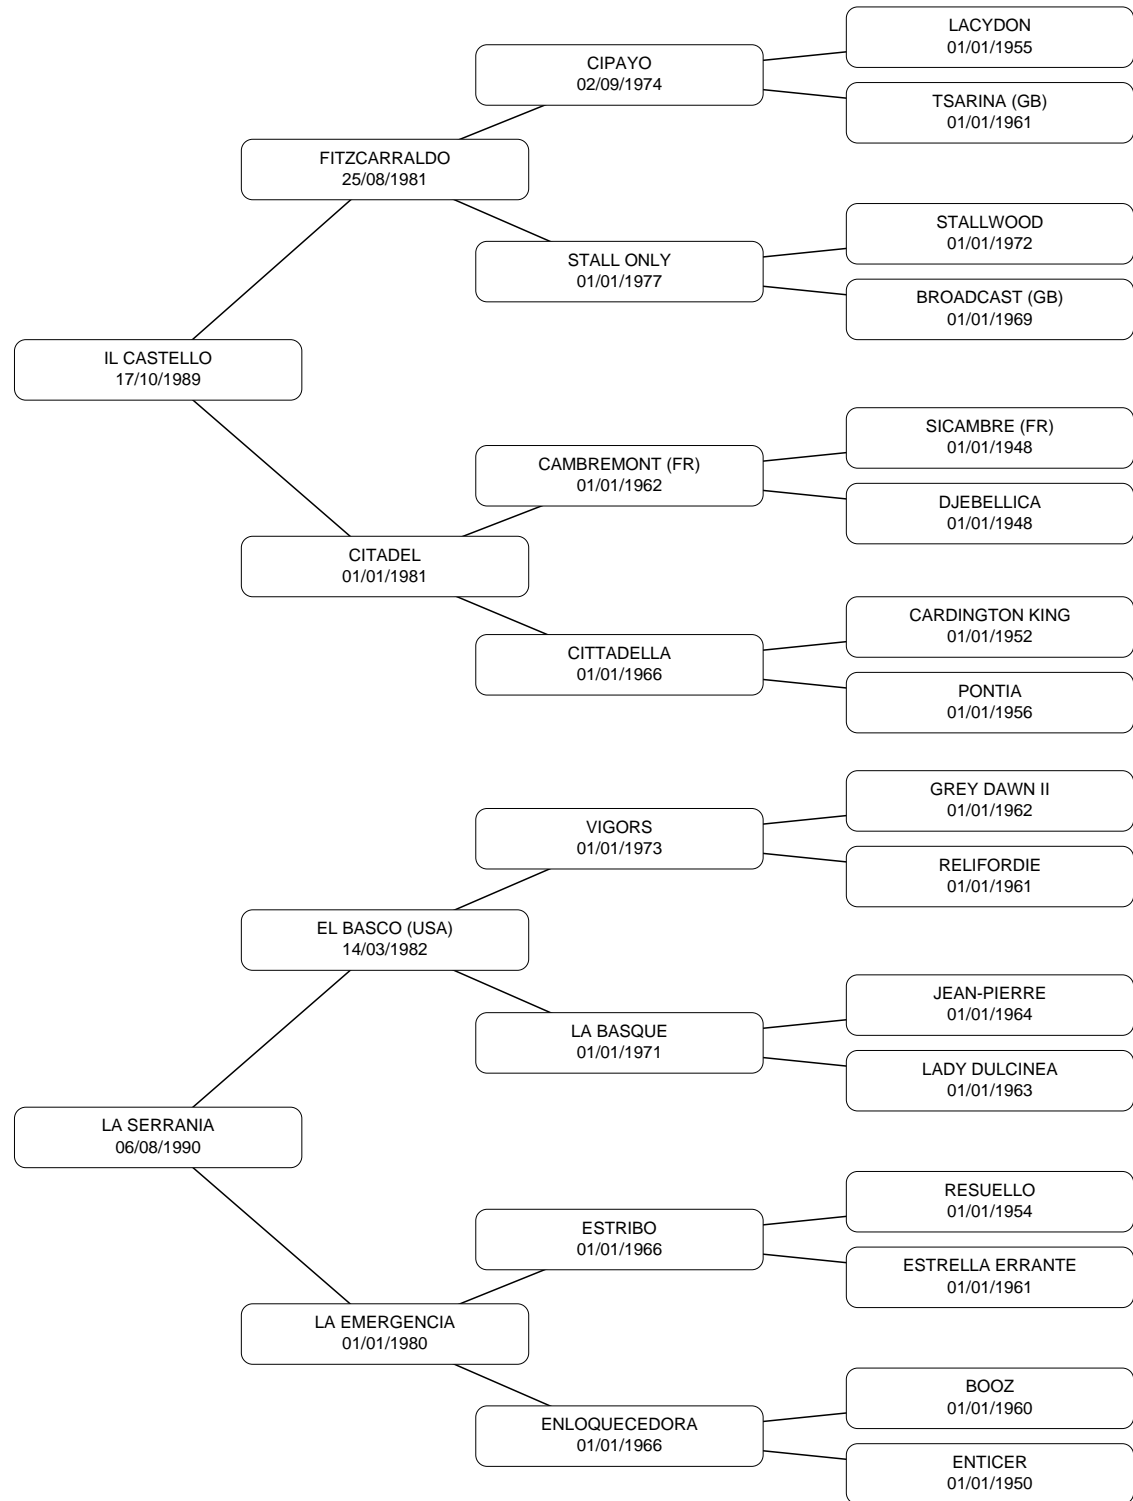 LACYDON
01/01/1955
CIPAYO
02/09/1974
TSARINA (GB)
01/01/1961
FITZCARRALDO
25/08/1981
STALLWOOD
01/01/1972
STALL ONLY
01/01/1977
BROADCAST (GB)
01/01/1969
IL CASTELLO
17/10/1989
SICAMBRE (FR)
01/01/1948
CAMBREMONT (FR)
01/01/1962
DJEBELLICA
01/01/1948
CITADEL
01/01/1981
CARDINGTON KING
01/01/1952
CITTADELLA
01/01/1966
PONTIA
01/01/1956
GREY DAWN II
01/01/1962
VIGORS
01/01/1973
RELIFORDIE
01/01/1961
EL BASCO (USA)
14/03/1982
JEAN-PIERRE
01/01/1964
LA BASQUE
01/01/1971
LADY DULCINEA
01/01/1963
LA SERRANIA
06/08/1990
RESUELLO
01/01/1954
ESTRIBO
01/01/1966
ESTRELLA ERRANTE
01/01/1961
LA EMERGENCIA
01/01/1980
BOOZ
01/01/1960
ENLOQUECEDORA
01/01/1966
ENTICER
01/01/1950